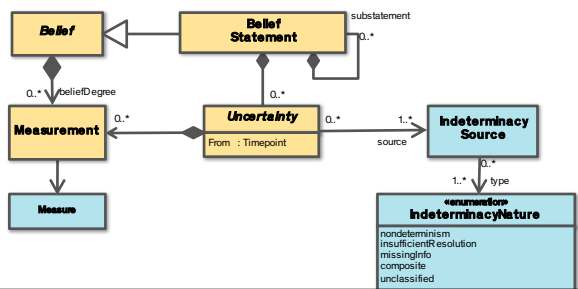 substatement
Belief
Belief
Statement
0..*
0..*
0..*
beliefDegree
Measurement
0..*
Uncertainty
From : Timepoint
0..*
1..*
source
Indeterminacy
Source
0..*
1..*
type
Measure
«enumeration»
IndeterminacyNature
nondeterminism
insufficientResolution
missingInfo
composite
unclassified